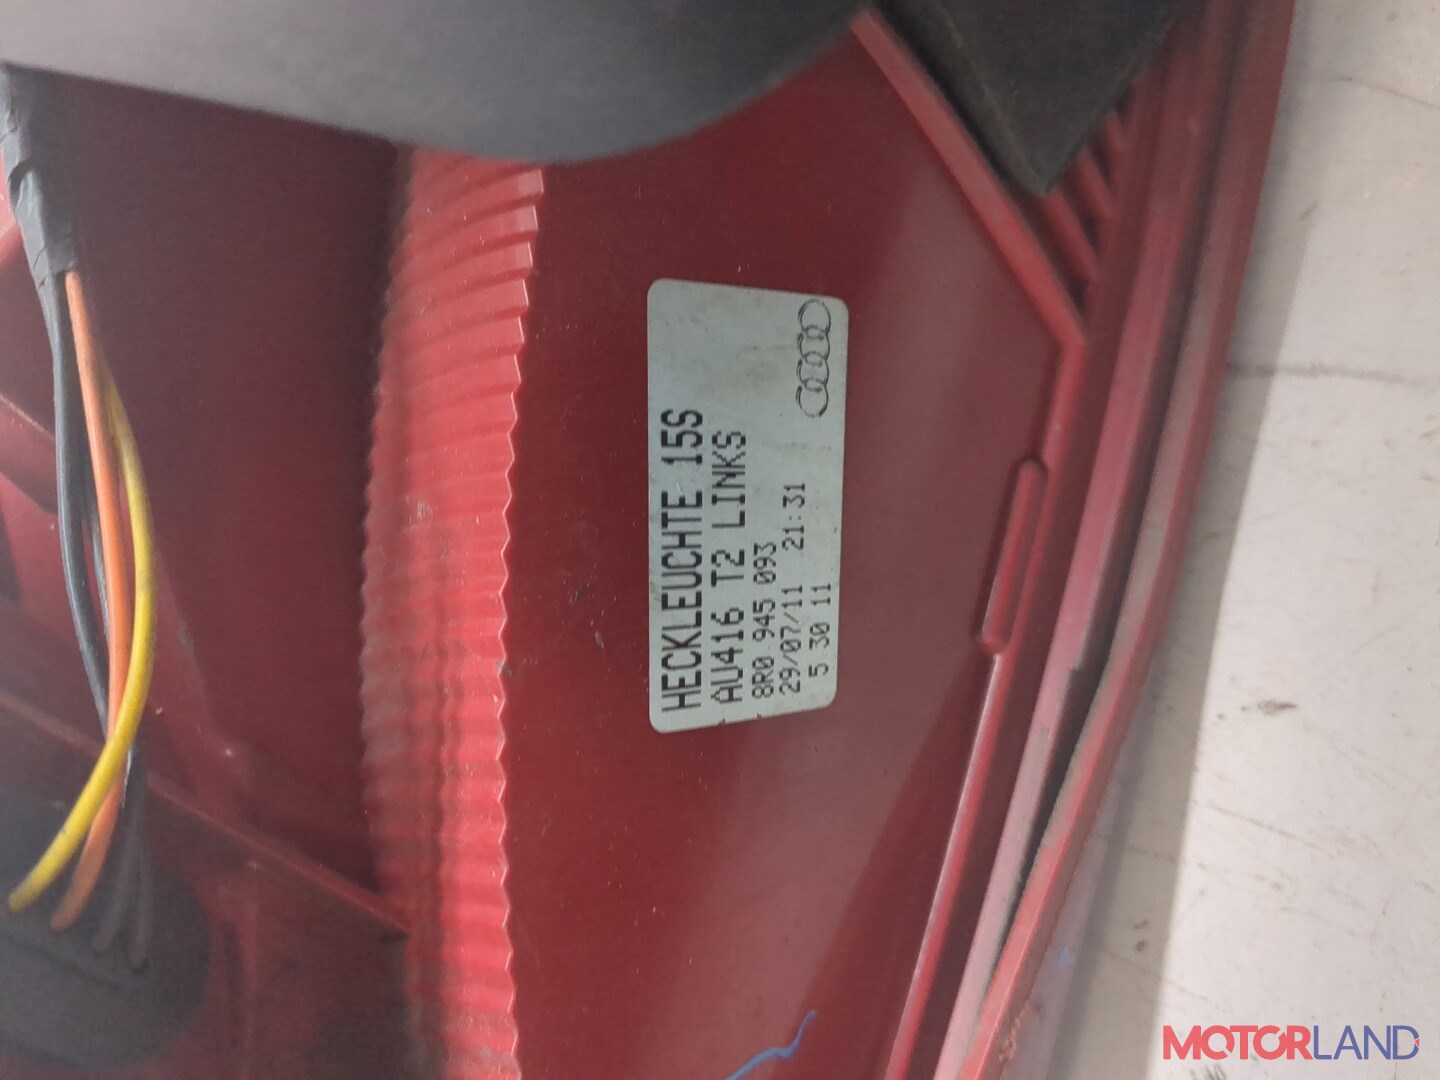 HECKLEUCHTE 15S
AU416 T2 LINKS
8R0 945 093
29/07/11 21:31
5 30 11
MOTORLAND